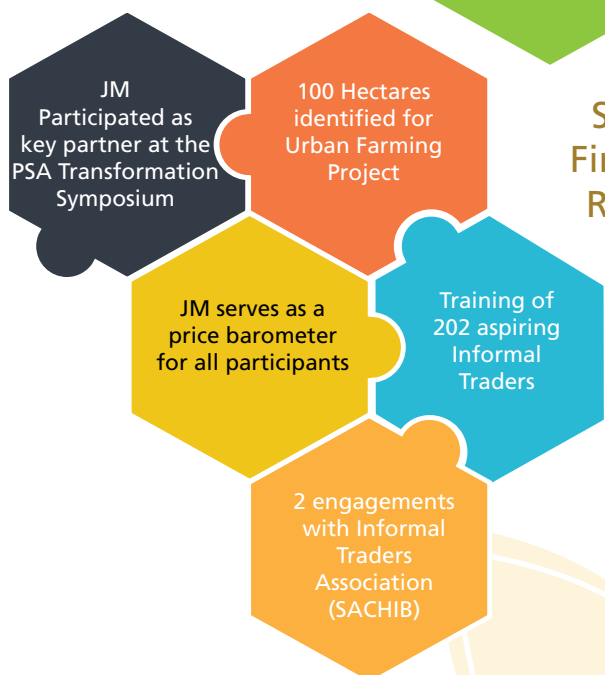 JM
Participated as
key partner at the
PSA Transformation
Symposium
100 Hectares
identified for
Urban Farming
Project
JM serves as a
price barometer
for all participants
Training of
202 aspiring
Informal
Traders
2 engagements
with Informal
Traders
Association
(SACHIB)